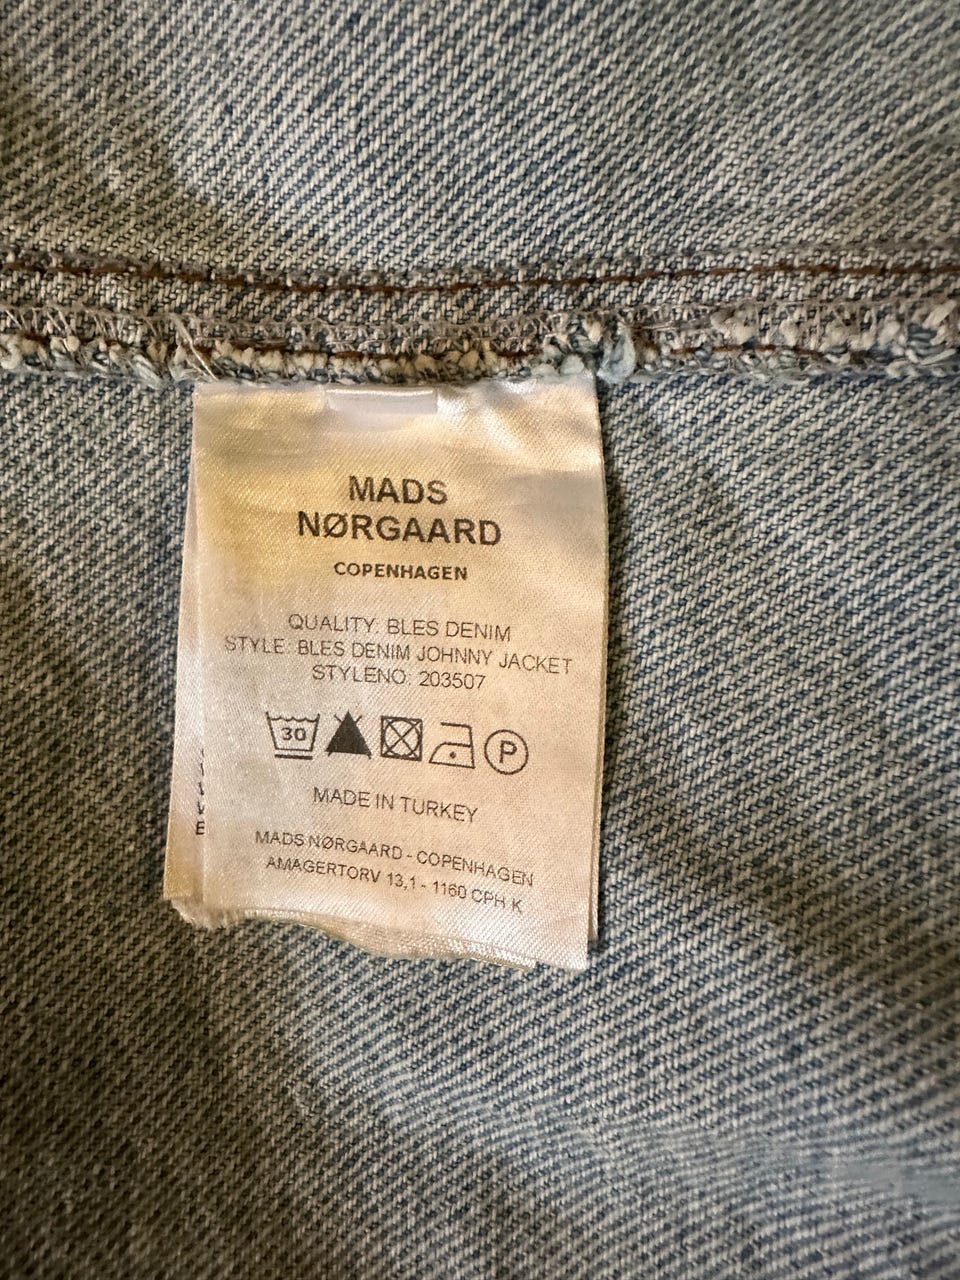 MADS
NØRGAARD
COPENHAGEN
QUALITY: BLES DENIM
STYLE: BLES DENIM JOHNNY JACKET
STYLENO: 203507
30
P
MADE IN TURKEY
MADS NØRGAARD - COPENHAGEN
AMAGERTORV 13,1 - 1160 CPH K